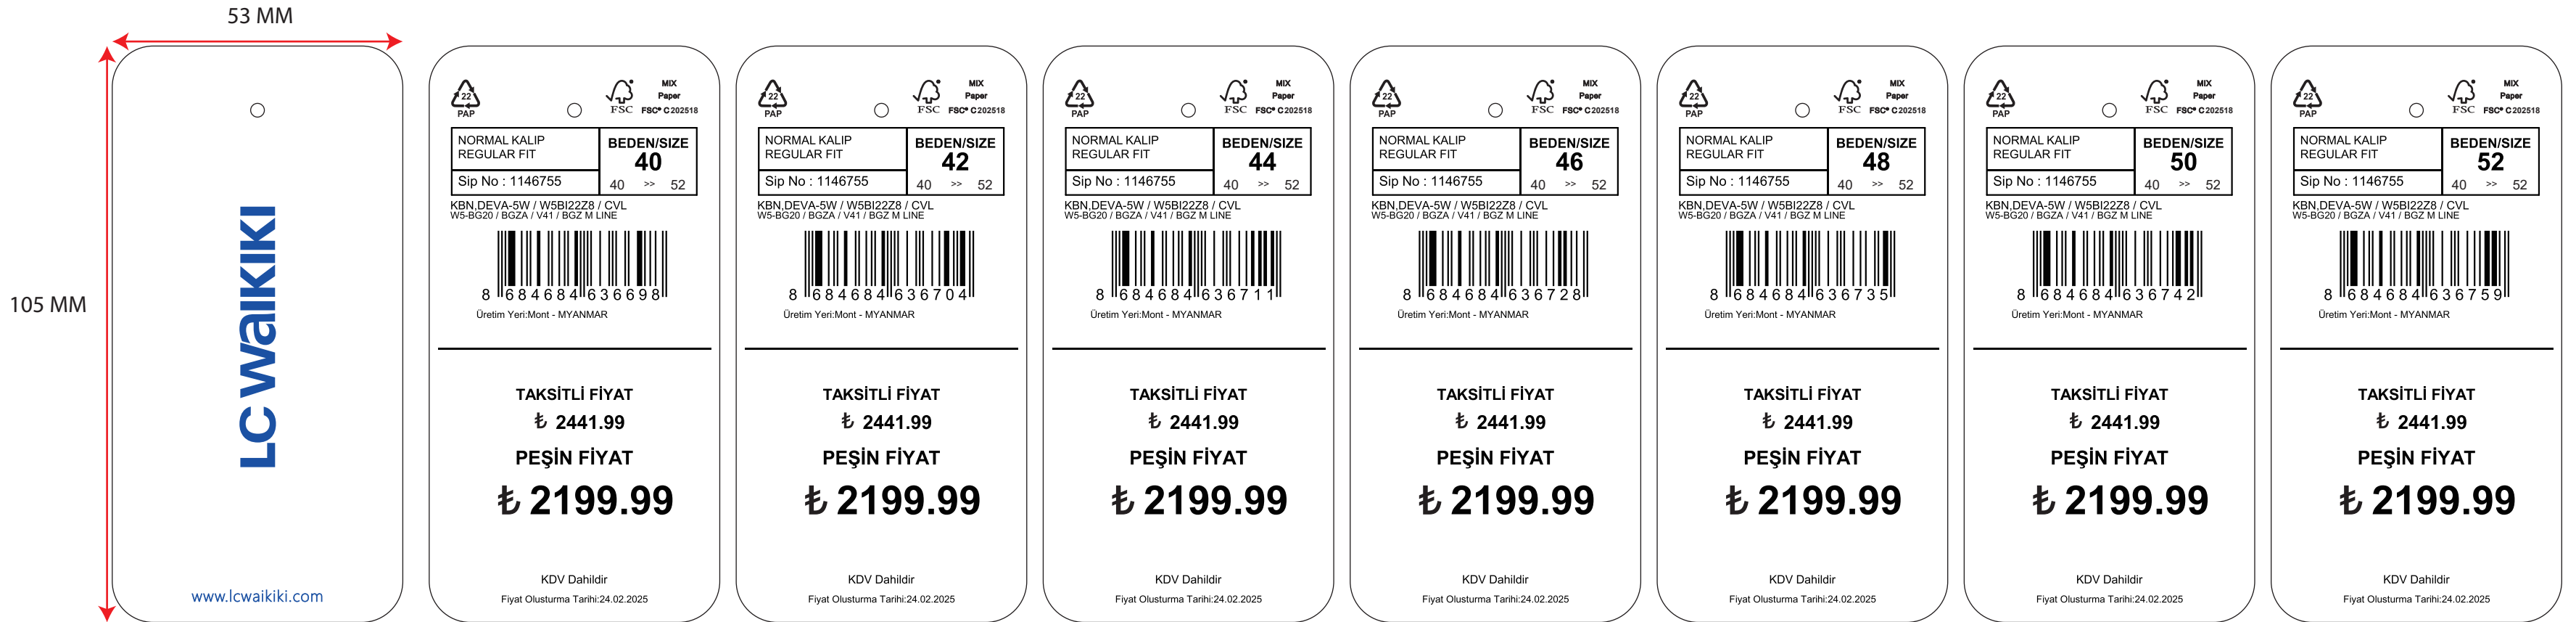 53 MM
105 MM
LC WAIKIKI
www.lcwaikiki.com
22
PAP
FSC
MIX
Paper
FSC® C202518
NORMAL KALIP
REGULAR FIT
Sip No : 1146755
BEDEN/SIZE
40
40 >> 52
KBN,DEVA-5W / W5BI22Z8 / CVL
W5-BG20 / BGZA / V41 / BGZ M LINE
8 684684 636698
Üretim Yeri:Mont - MYANMAR
TAKSİTLİ FİYAT
₺ 2441.99
PEŞİN FİYAT
₺ 2199.99
KDV Dahildir
Fiyat Olusturma Tarihi:24.02.2025
22
PAP
FSC
MIX
Paper
FSC® C202518
NORMAL KALIP
REGULAR FIT
Sip No : 1146755
BEDEN/SIZE
42
40 >> 52
KBN,DEVA-5W / W5BI22Z8 / CVL
W5-BG20 / BGZA / V41 / BGZ M LINE
8 684684 636704
Üretim Yeri:Mont - MYANMAR
TAKSİTLİ FİYAT
₺ 2441.99
PEŞİN FİYAT
₺ 2199.99
KDV Dahildir
Fiyat Olusturma Tarihi:24.02.2025
22
PAP
FSC
MIX
Paper
FSC® C202518
NORMAL KALIP
REGULAR FIT
Sip No : 1146755
BEDEN/SIZE
44
40 >> 52
KBN,DEVA-5W / W5BI22Z8 / CVL
W5-BG20 / BGZA / V41 / BGZ M LINE
8 684684 636711
Üretim Yeri:Mont - MYANMAR
TAKSİTLİ FİYAT
₺ 2441.99
PEŞİN FİYAT
₺ 2199.99
KDV Dahildir
Fiyat Olusturma Tarihi:24.02.2025
22
PAP
FSC
MIX
Paper
FSC® C202518
NORMAL KALIP
REGULAR FIT
Sip No : 1146755
BEDEN/SIZE
46
40 >> 52
KBN,DEVA-5W / W5BI22Z8 / CVL
W5-BG20 / BGZA / V41 / BGZ M LINE
8 684684 636728
Üretim Yeri:Mont - MYANMAR
TAKSİTLİ FİYAT
₺ 2441.99
PEŞİN FİYAT
₺ 2199.99
KDV Dahildir
Fiyat Olusturma Tarihi:24.02.2025
22
PAP
FSC
MIX
Paper
FSC® C202518
NORMAL KALIP
REGULAR FIT
Sip No : 1146755
BEDEN/SIZE
48
40 >> 52
KBN,DEVA-5W / W5BI22Z8 / CVL
W5-BG20 / BGZA / V41 / BGZ M LINE
8 684684 636735
Üretim Yeri:Mont - MYANMAR
TAKSİTLİ FİYAT
₺ 2441.99
PEŞİN FİYAT
₺ 2199.99
KDV Dahildir
Fiyat Olusturma Tarihi:24.02.2025
22
PAP
FSC
MIX
Paper
FSC® C202518
NORMAL KALIP
REGULAR FIT
Sip No : 1146755
BEDEN/SIZE
50
40 >> 52
KBN,DEVA-5W / W5BI22Z8 / CVL
W5-BG20 / BGZA / V41 / BGZ M LINE
8 684684 636742
Üretim Yeri:Mont - MYANMAR
TAKSİTLİ FİYAT
₺ 2441.99
PEŞİN FİYAT
₺ 2199.99
KDV Dahildir
Fiyat Olusturma Tarihi:24.02.2025
22
PAP
FSC
MIX
Paper
FSC® C202518
NORMAL KALIP
REGULAR FIT
Sip No : 1146755
BEDEN/SIZE
52
40 >> 52
KBN,DEVA-5W / W5BI22Z8 / CVL
W5-BG20 / BGZA / V41 / BGZ M LINE
8 684684 636759
Üretim Yeri:Mont - MYANMAR
TAKSİTLİ FİYAT
₺ 2441.99
PEŞİN FİYAT
₺ 2199.99
KDV Dahildir
Fiyat Olusturma Tarihi:24.02.2025